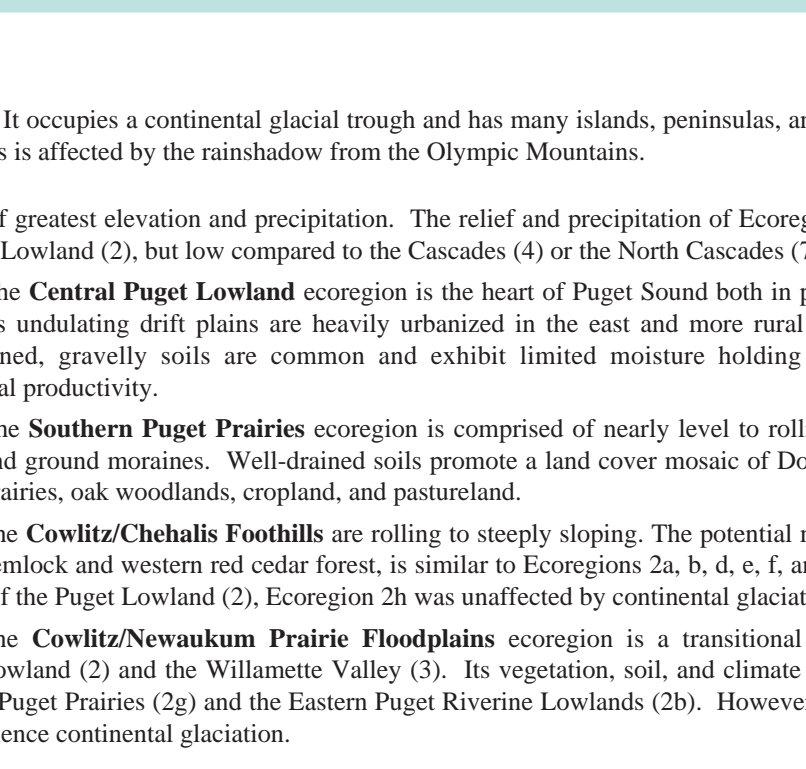 It occupies a continental glacial trough and has many islands, peninsulas, an
s is affected by the rainshadow from the Olympic Mountains.
f greatest elevation and precipitation. The relief and precipitation of Ecoreg
Lowland (2), but low compared to the Cascades (4) or the North Cascades (7
he Central Puget Lowland ecoregion is the heart of Puget Sound both in p
s undulating drift plains are heavily urbanized in the east and more rural
ned, gravelly soils are common and exhibit limited moisture holding
al productivity.
he Southern Puget Prairies ecoregion is comprised of nearly level to rolli
nd ground moraines. Well-drained soils promote a land cover mosaic of Do
rairies, oak woodlands, cropland, and pastureland.
he Cowlitz/Chehalis Foothills are rolling to steeply sloping. The potential n
emlock and western red cedar forest, is similar to Ecoregions 2a, b, d, e, f, an
f the Puget Lowland (2), Ecoregion 2h was unaffected by continental glaciat
he Cowlitz/Newaukum Prairie Floodplains ecoregion is a transitional
owland (2) and the Willamette Valley (3). Its vegetation, soil, and climate
Puget Prairies (2g) and the Eastern Puget Riverine Lowlands (2b). However
ience continental glaciation.